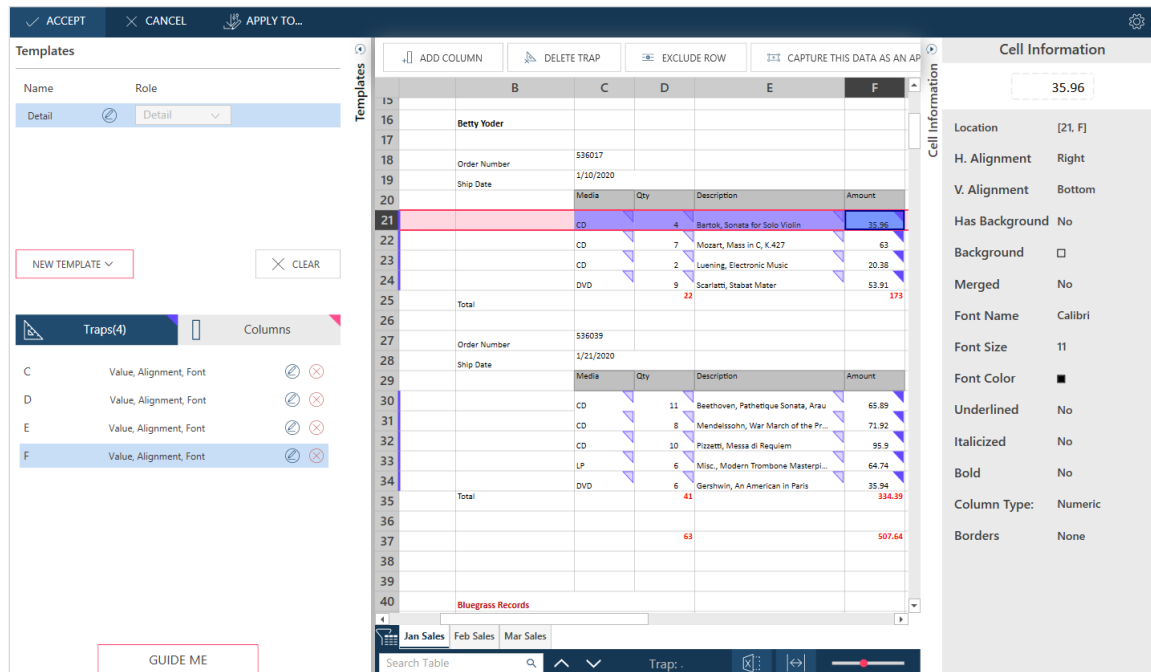 ACCEPT CANCEL APPLY TO...
Templates
Name Role
Detail Detail
NEW TEMPLATE CLEAR
Traps(4) Columns
C Value, Alignment, Font
D Value, Alignment, Font
E Value, Alignment, Font
F Value, Alignment, Font
GUIDE ME
Templates
ADD COLUMN DELETE TRAP EXCLUDE ROW CAPTURE THIS DATA AS AN AP
B C D E F
15
16 Betty Yoder
17
18 Order Number 536017
19 Ship Date 1/10/2020
20 Media Qty Description Amount
21 CD 4 Bartok, Sonata for Solo Violin 35.96
22 CD 7 Mozart, Mass in C, K.427 63
23 CD 2 Luening, Electronic Music 20.38
24 DVD 9 Scarlatti, Stabat Mater 53.91
25 Total 22 173
26
27 Order Number 536039
28 Ship Date 1/21/2020
29 Media Qty Description Amount
30 CD 11 Beethoven, Pathetique Sonata, Arau 65.89
31 CD 8 Mendelssohn, War March of the Pr... 71.92
32 CD 10 Pizzetti, Messa di Requiem 95.9
33 LP 6 Misc., Modern Trombone Masterpi... 64.74
34 DVD 6 Gershwin, An American in Paris 35.94
35 Total 41 334.39
36
37 63 507.64
38
39
40 Bluegrass Records
Jan Sales Feb Sales Mar Sales
Search Table Trap: .
Cell Information
Cell Information
35.96
Location [21, F]
H. Alignment Right
V. Alignment Bottom
Has Background No
Background
Merged No
Font Name Calibri
Font Size 11
Font Color
Underlined No
Italicized No
Bold No
Column Type: Numeric
Borders None